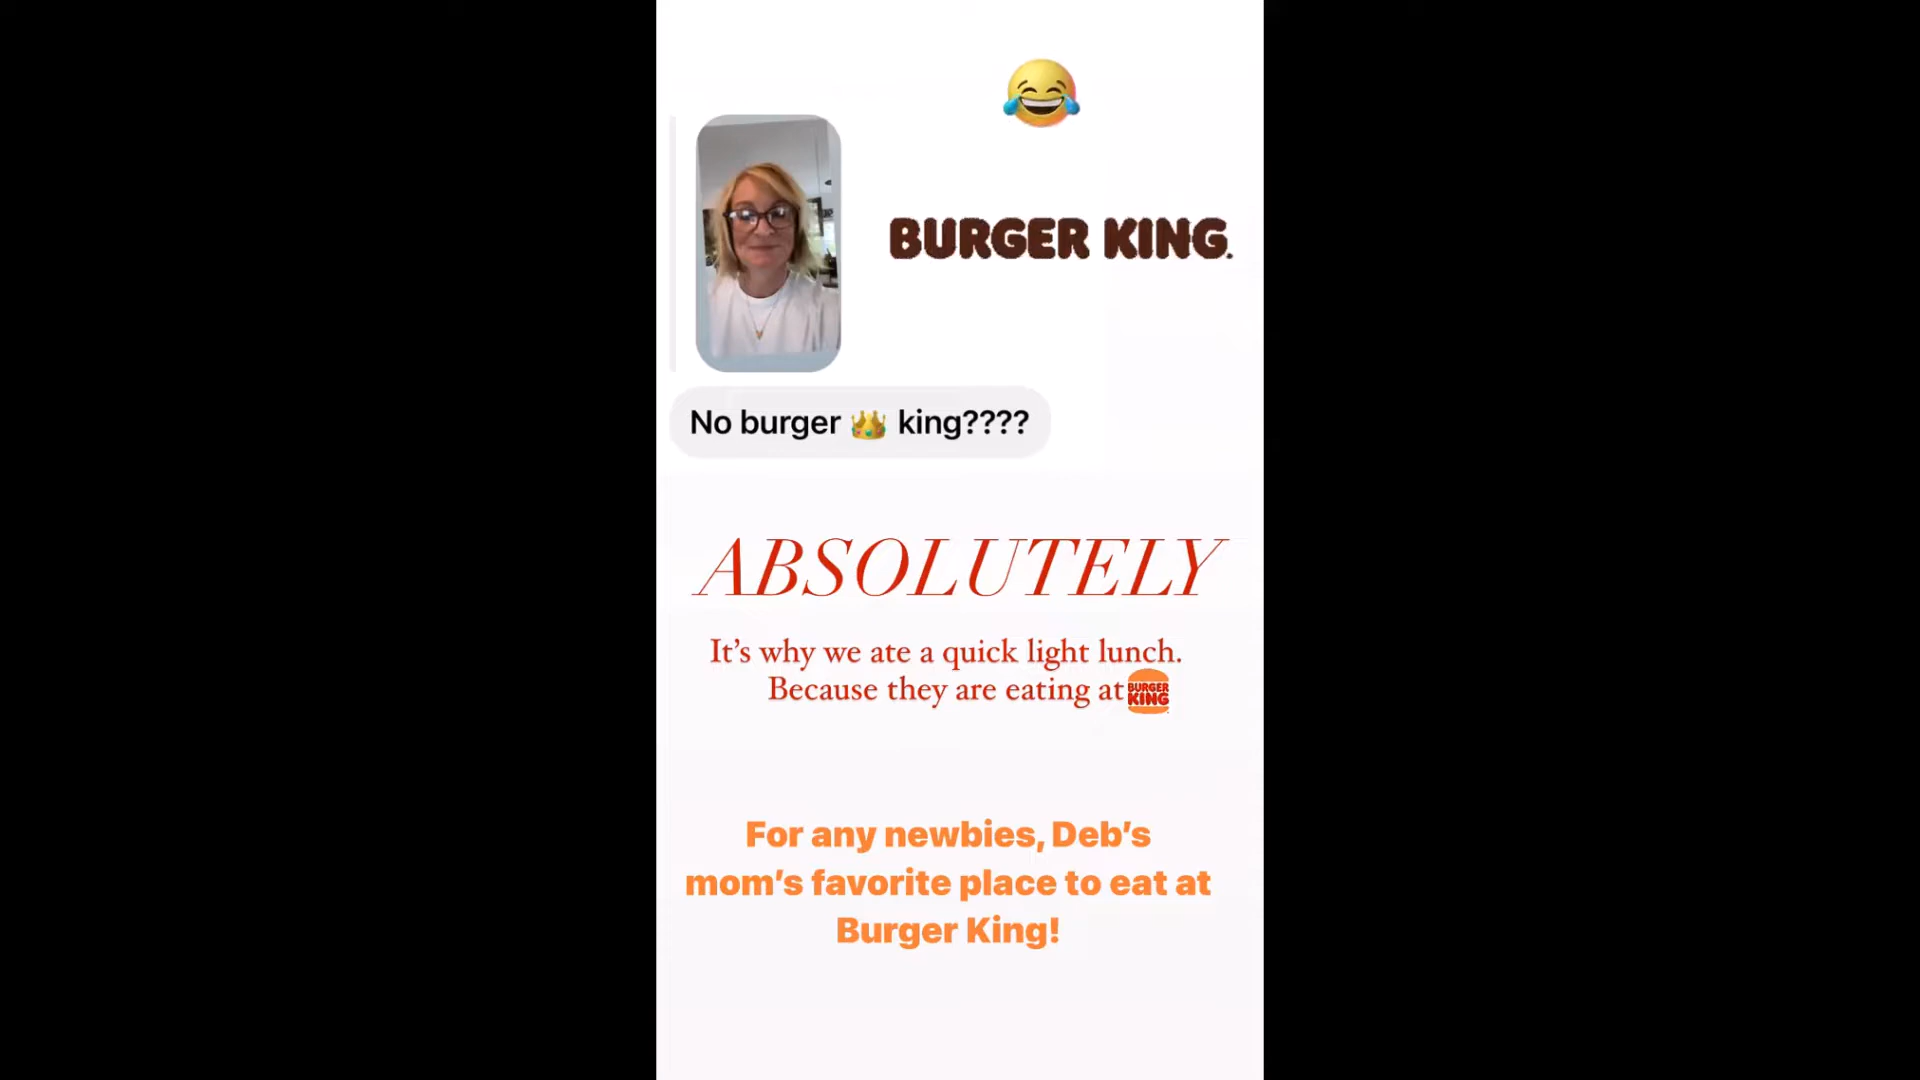 BURGER KING.
No burger 👑 king????
ABSOLUTELY
It’s why we ate a quick light lunch.
Because they are eating at BURGER KING
For any newbies, Deb’s
mom’s favorite place to eat at
Burger King!